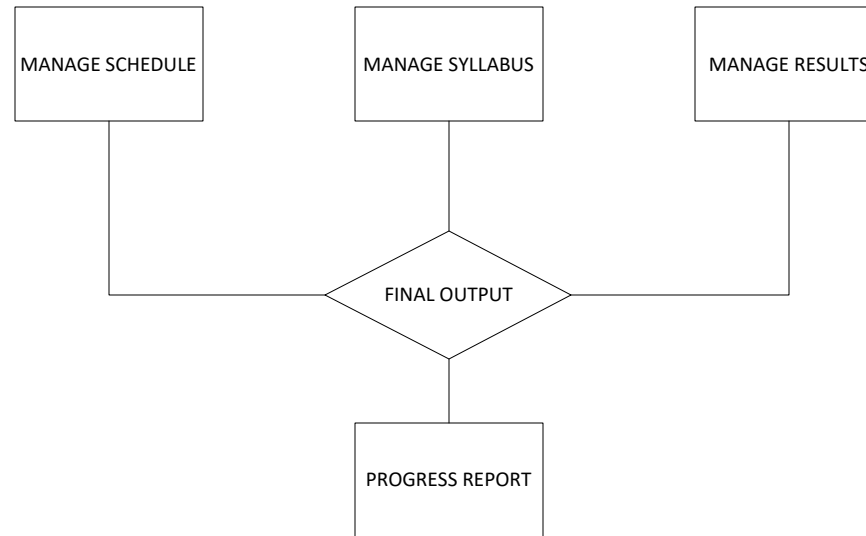 MANAGE SCHEDULE
MANAGE SYLLABUS
MANAGE RESULTS
FINAL OUTPUT
PROGRESS REPORT